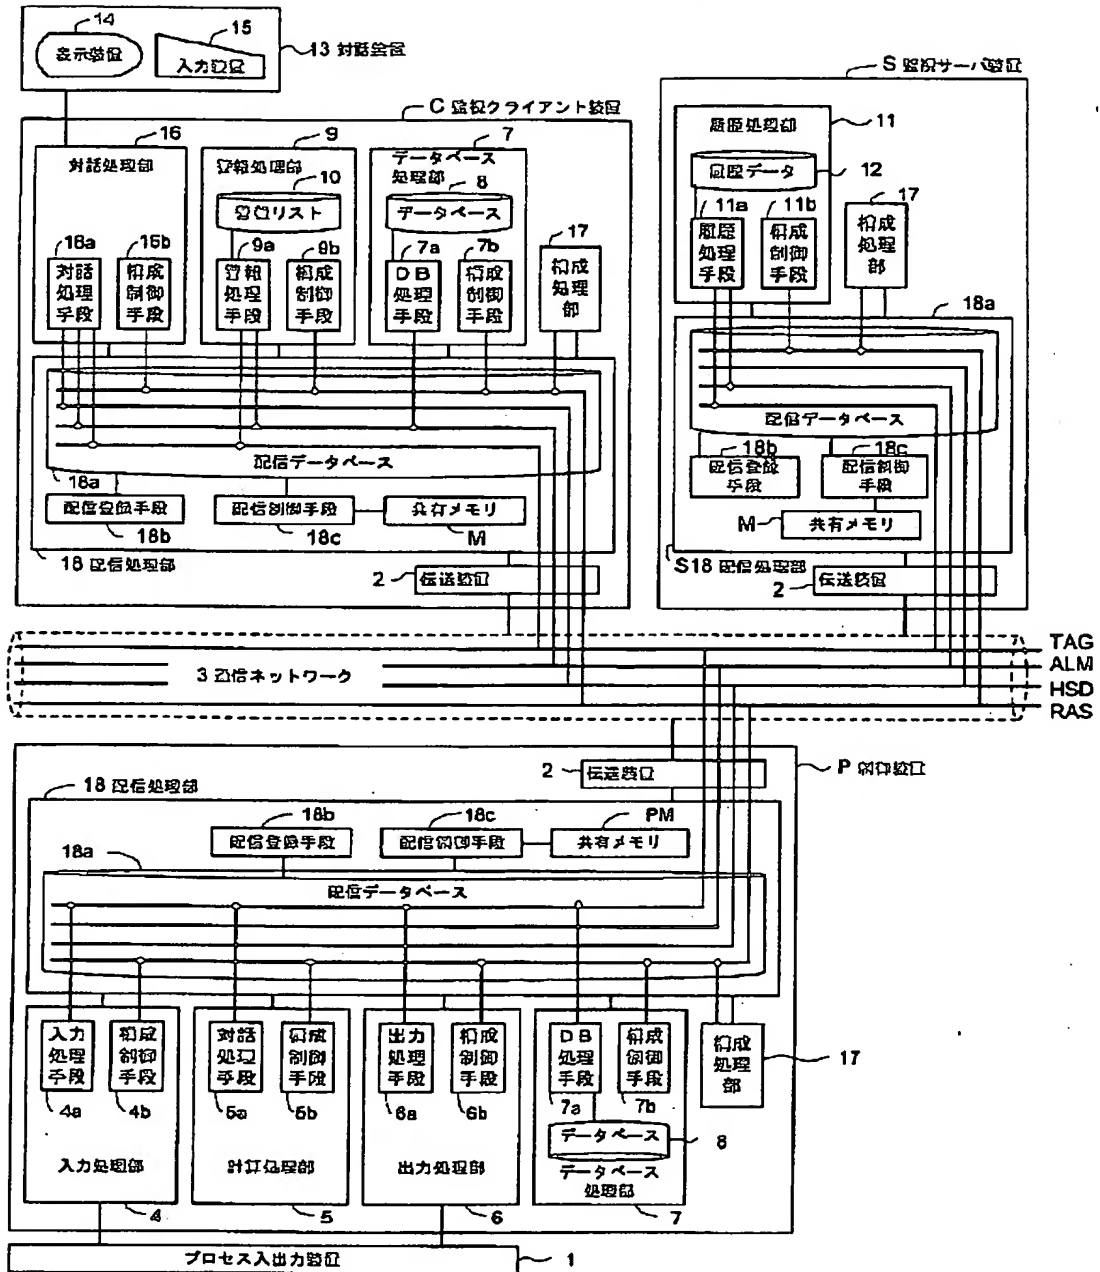 14
表示装置
15
入力装置
13 対話装置
C 監視クライアント装置
16
対話処理部
16a
対話
処理
手段
16b
構成
制御
手段
9
警報処理部
10
警報リスト
9a
警報
処理
手段
9b
構成
制御
手段
7
データベース
処理部
8
データベース
7a
DB
処理
手段
7b
構成
制御
手段
17
構成
処理
部
配信データベース
18a
配信登録手段
18b
配信制御手段
18c
共有メモリ
M
18 配信処理部
2
伝送装置
S 監視サーバ装置
履歴処理部
11
履歴データ
12
11a
履歴
処理
手段
11b
構成
制御
手段
17
構成
処理
部
18a
配信データベース
18b
配信登録
手段
18c
配信制御
手段
M
共有メモリ
S18 配信処理部
2
伝送装置
3 配信ネットワーク
TAG
ALM
HSD
RAS
P 制御装置
2
伝送装置
18 配信処理部
18b
配信登録手段
18c
配信制御手段
PM
共有メモリ
18a
配信データベース
入力
処理
手段
4a
構成
制御
手段
4b
入力処理部
4
対話
処理
手段
5a
構成
制御
手段
5b
計算処理部
5
出力
処理
手段
6a
構成
制御
手段
6b
出力処理部
6
DB
処理
手段
7a
構成
制御
手段
7b
データベース
8
データベース
処理部
7
構成
処理
部
17
プロセス入出力装置
1